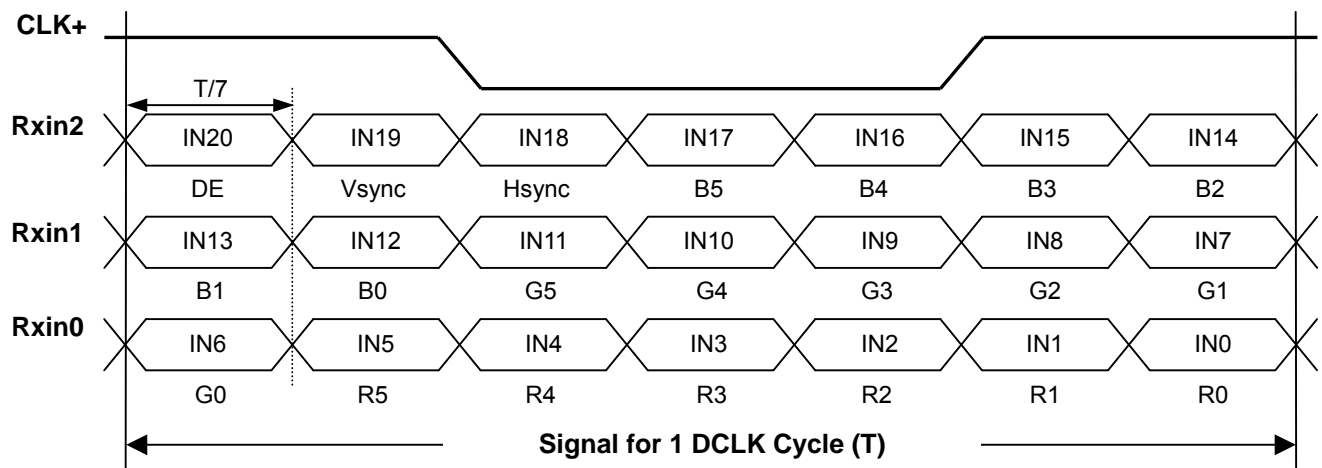 CLK+
T/7
Rxin2 IN20 IN19 IN18 IN17 IN16 IN15 IN14
DE Vsync Hsync B5 B4 B3 B2
Rxin1 IN13 IN12 IN11 IN10 IN9 IN8 IN7
B1 B0 G5 G4 G3 G2 G1
Rxin0 IN6 IN5 IN4 IN3 IN2 IN1 IN0
G0 R5 R4 R3 R2 R1 R0
Signal for 1 DCLK Cycle (T)